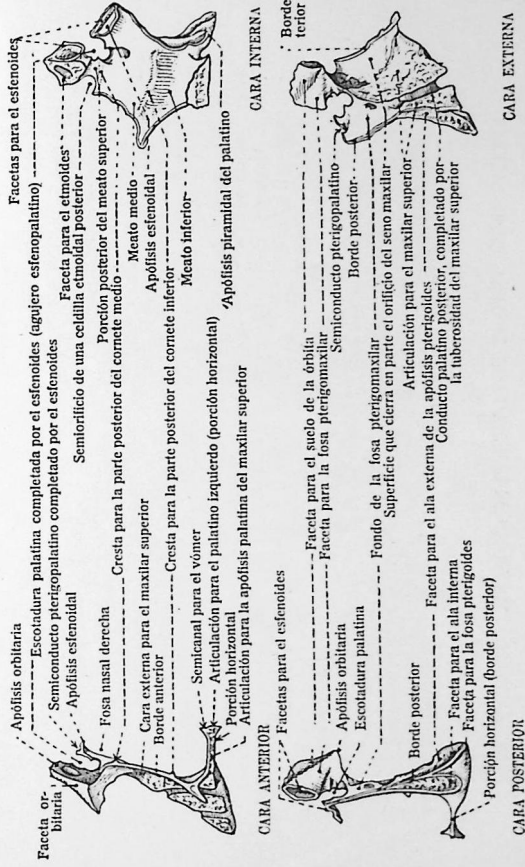 Apófisis orbitaria
Faceta or-
bitaria
Escotadura palatina completada por el esfenoides (agujero esfenopalatino)
Semiconducto pterigopalatino completado por el esfenoides
Apófisis esfenoidal
Fosa nasal derecha
Cresta para la parte posterior del cornete medio
Cara externa para el maxilar superior
Borde anterior
Cresta para la parte posterior del cornete inferior
Semicanal para el vómer
Articulación para el palatino izquierdo (porción horizontal)
Porción horizontal
Articulación para la apófisis palatina del maxilar superior
CARA ANTERIOR
Facetas para el esfenoides
Faceta para el etmoides
Semiorificio de una celdilla etmoidal posterior
Porción posterior del meato superior
Meato medio
Apófisis esfenoidal
Meato inferior
Apófisis piramidal del palatino
CARA INTERNA
Facetas para el esfenoides
Faceta para el suelo de la órbita
Faceta para la fosa pterigomaxilar
Apófisis orbitaria
Escotadura palatina
Semiconducto pterigopalatino
Borde posterior
Fondo de la fosa pterigomaxilar
Superficie que cierra en parte el orificio del seno maxilar
Articulación para el maxilar superior
Borde posterior
Faceta para el ala externa de la apófisis pterigoides
Conducto palatino posterior, completado por
la tuberosidad del maxilar superior
Faceta para el ala interna
Faceta para la fosa pterigoides
Porción horizontal (borde posterior)
CARA POSTERIOR
Borde
terior
CARA EXTERNA